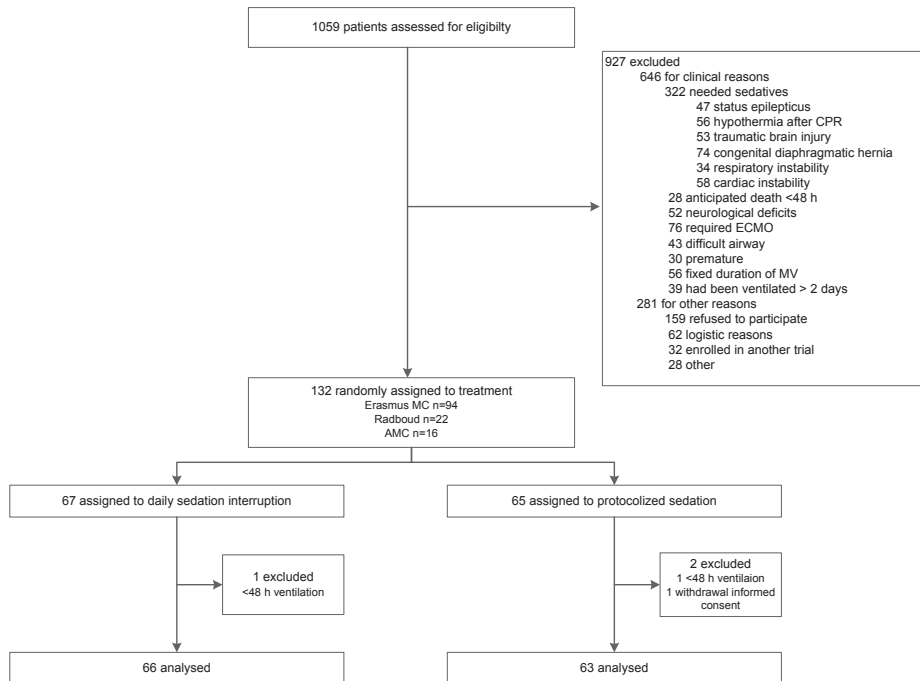 1059 patients assessed for eligibilty
927 excluded
646 for clinical reasons
322 needed sedatives
47 status epilepticus
56 hypothermia after CPR
53 traumatic brain injury
74 congenital diaphragmatic hernia
34 respiratory instability
58 cardiac instability
28 anticipated death <48 h
52 neurological deficits
76 required ECMO
43 difficult airway
30 premature
56 fixed duration of MV
39 had been ventilated > 2 days
281 for other reasons
159 refused to participate
62 logistic reasons
32 enrolled in another trial
28 other
132 randomly assigned to treatment
Erasmus MC n=94
Radboud n=22
AMC n=16
67 assigned to daily sedation interruption
65 assigned to protocolized sedation
1 excluded
<48 h ventilation
2 excluded
1 <48 h ventilaion
1 withdrawal informed
consent
66 analysed
63 analysed